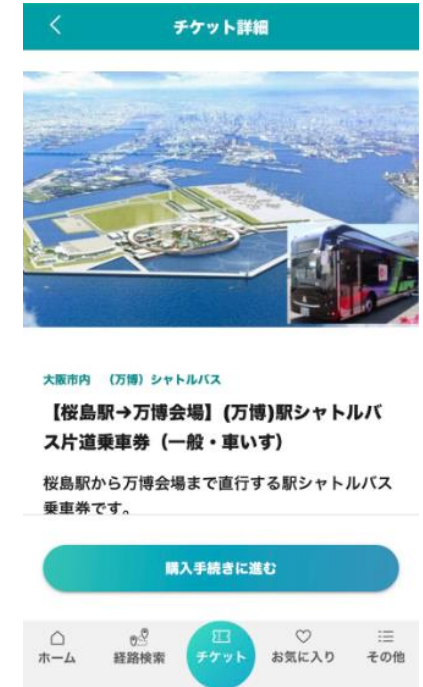 チケット詳細
大阪市内 （万博）シャトルバス
【桜島駅→万博会場】(万博)駅シャトルバ
ス片道乗車券（一般・車いす）
桜島駅から万博会場まで直行する駅シャトルバス
乗車券です。
購入手続きに進む
ホーム 経路検索 チケット お気に入り その他